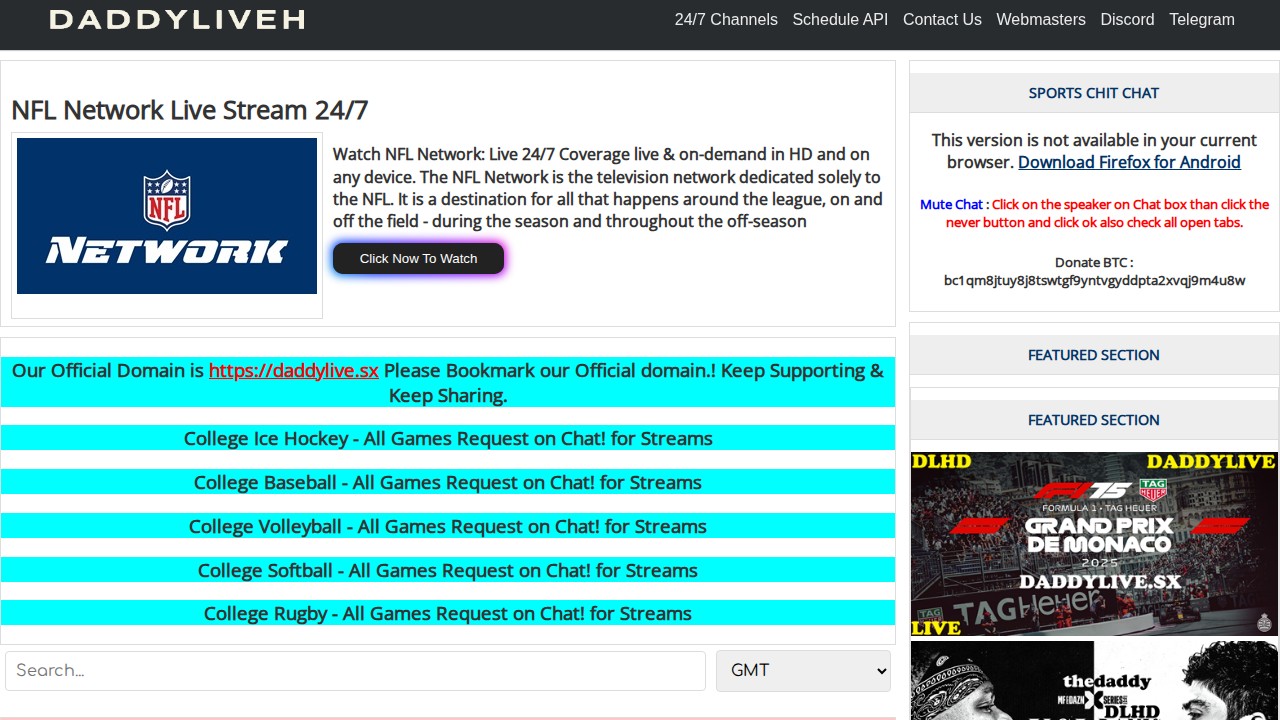 DADDYLIVEH
24/7 Channels Schedule API Contact Us Webmasters Discord Telegram
NFL Network Live Stream 24/7
NFL
NETWORK
Watch NFL Network: Live 24/7 Coverage live & on-demand in HD and on
any device. The NFL Network is the television network dedicated solely to
the NFL. It is a destination for all that happens around the league, on and
off the field - during the season and throughout the off-season
Click Now To Watch
Our Official Domain is https://daddylive.sx Please Bookmark our Official domain.! Keep Supporting &
Keep Sharing.
College Ice Hockey - All Games Request on Chat! for Streams
College Baseball - All Games Request on Chat! for Streams
College Volleyball - All Games Request on Chat! for Streams
College Softball - All Games Request on Chat! for Streams
College Rugby - All Games Request on Chat! for Streams
Search...
GMT
SPORTS CHIT CHAT
This version is not available in your current
browser. Download Firefox for Android
Mute Chat : Click on the speaker on Chat box than click the
never button and click ok also check all open tabs.
Donate BTC :
bc1qm8jtuy8j8tswtgf9yntvgyddpta2xvqj9m4u8w
FEATURED SECTION
FEATURED SECTION
DLHD DADDYLIVE
F1 75 TAG HEUER
FORMULA 1 · TAG HEUER
GRAND PRIX
DE MONACO
2025
DADDYLIVE.SX
TAGHeuer
LIVE
thedaddy
MF DAZN X SERIES
DLHD